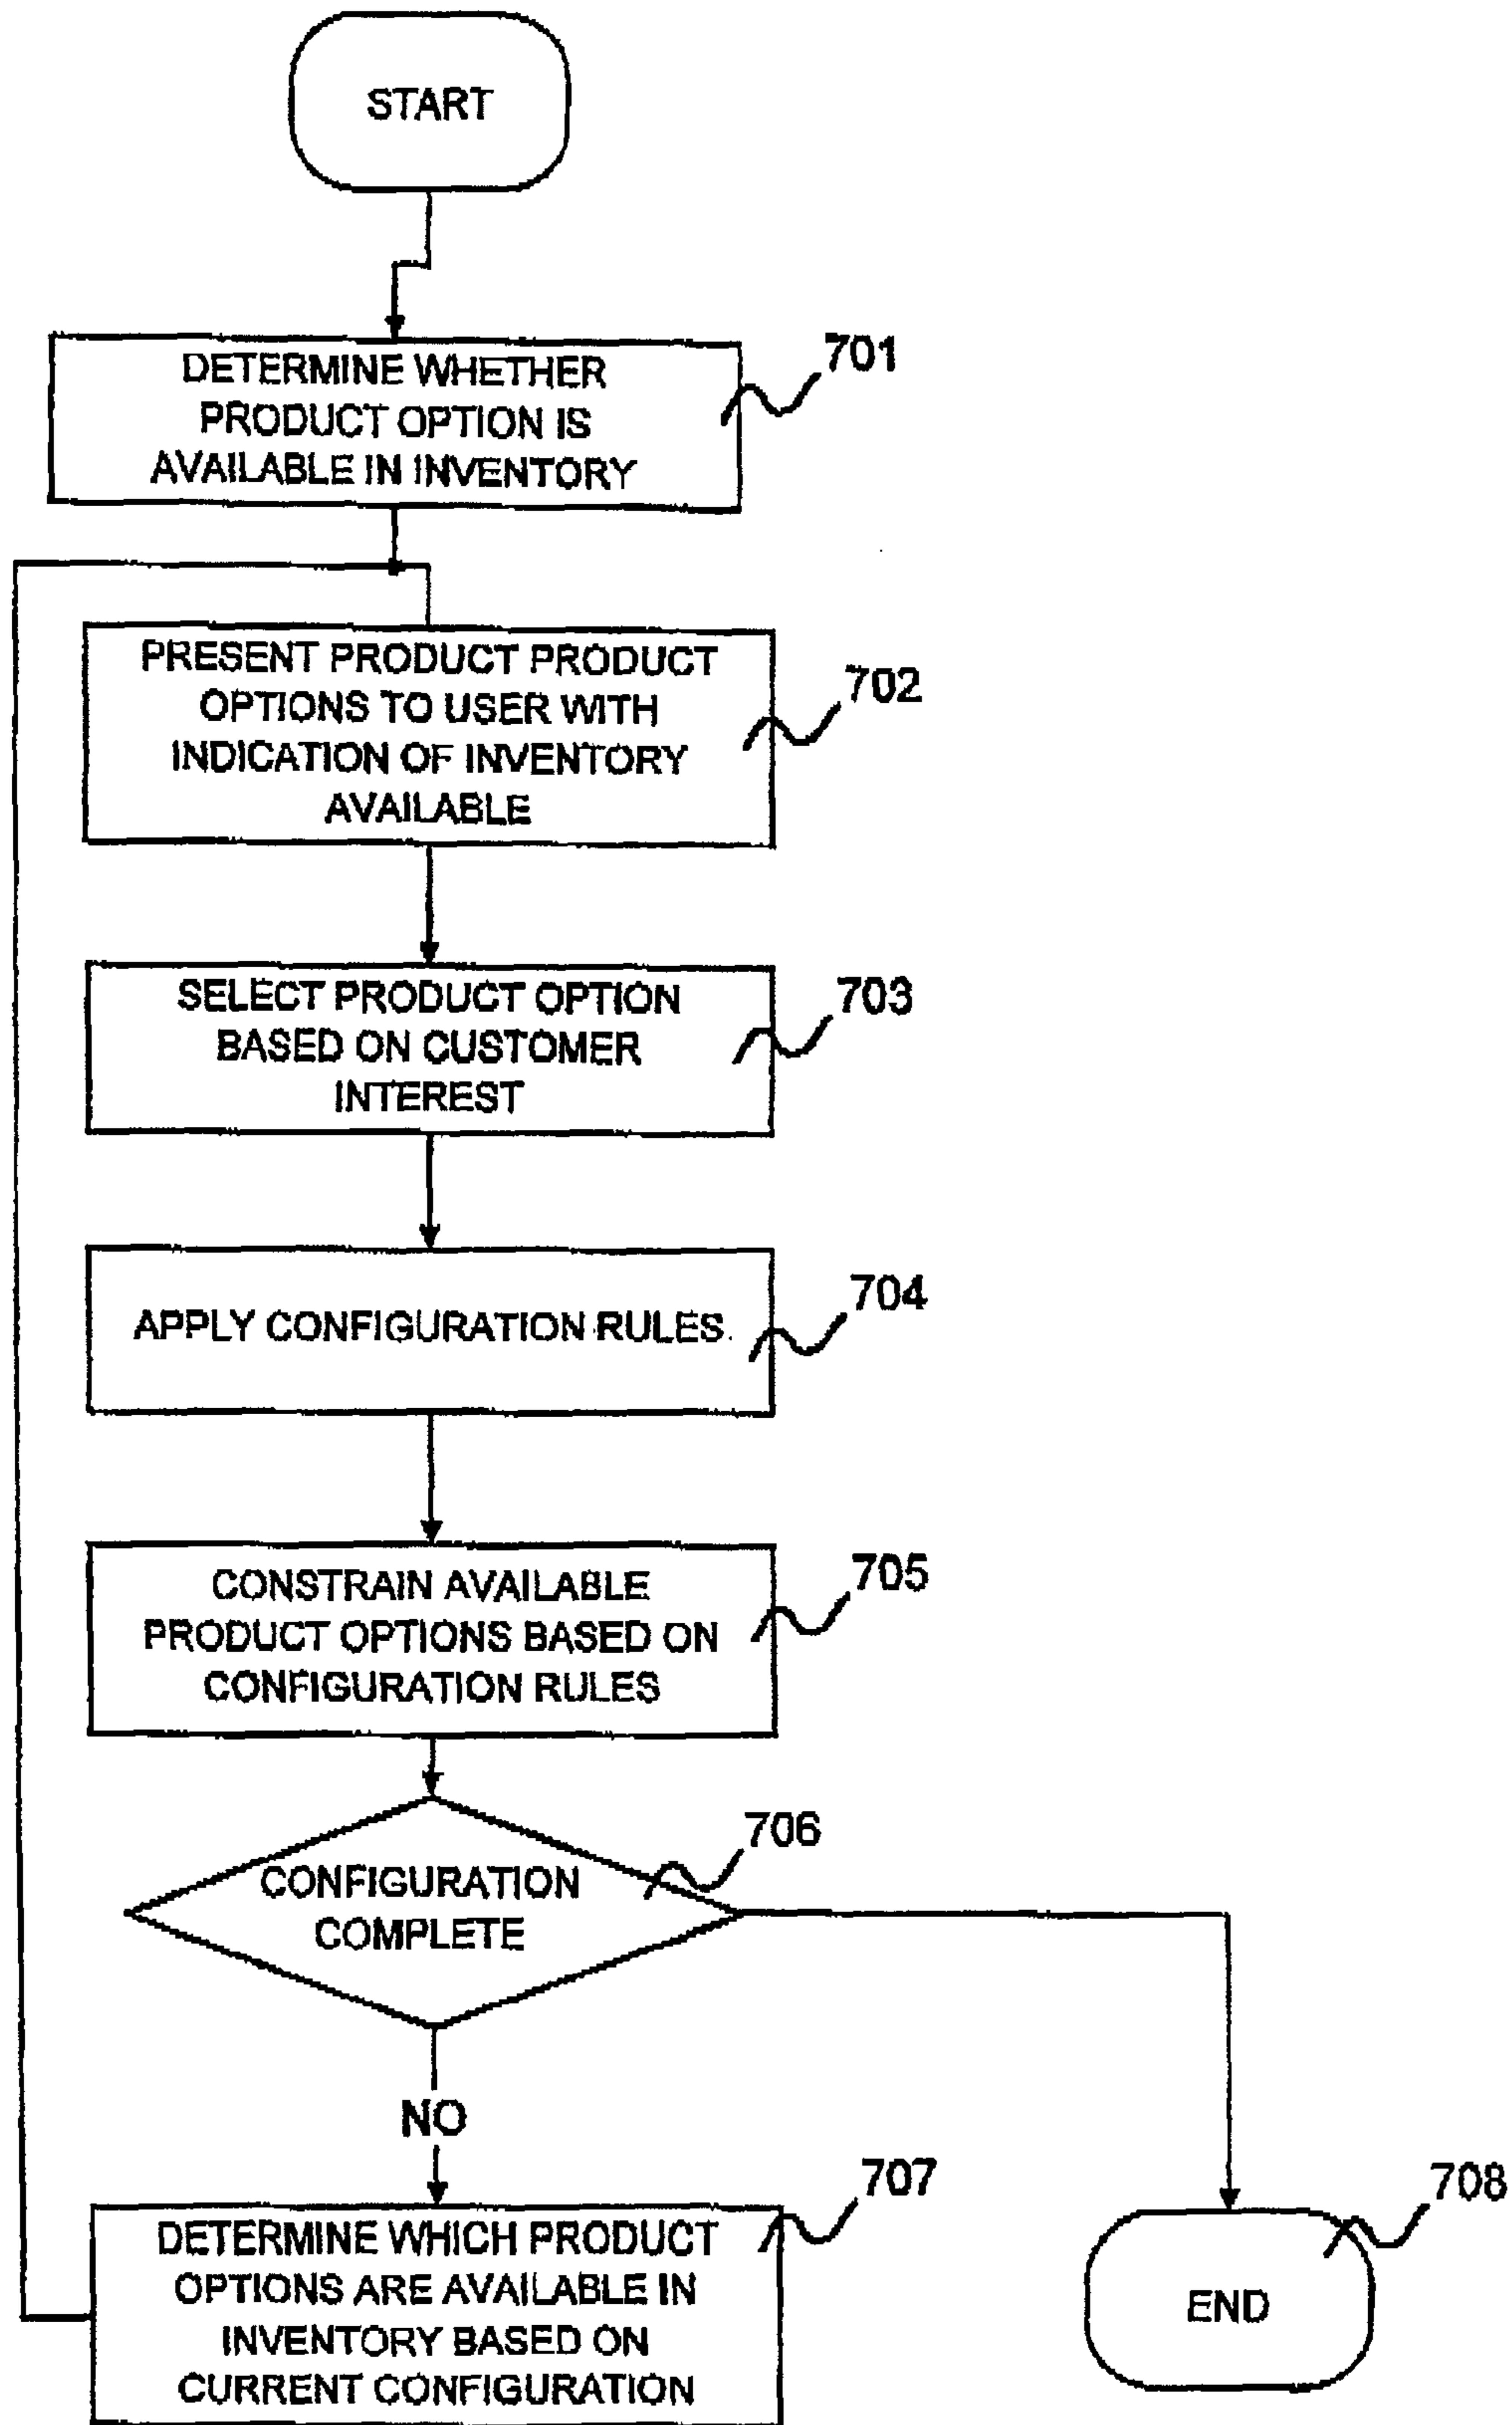 START
DETERMINE WHETHER
PRODUCT OPTION IS
AVAILABLE IN INVENTORY
701
PRESENT PRODUCT PRODUCT
OPTIONS TO USER WITH
INDICATION OF INVENTORY
AVAILABLE
702
SELECT PRODUCT OPTION
BASED ON CUSTOMER
INTEREST
703
APPLY CONFIGURATION RULES
704
CONSTRAIN AVAILABLE
PRODUCT OPTIONS BASED ON
CONFIGURATION RULES
705
CONFIGURATION
COMPLETE
706
NO
DETERMINE WHICH PRODUCT
OPTIONS ARE AVAILABLE IN
INVENTORY BASED ON
CURRENT CONFIGURATION
707
END
708